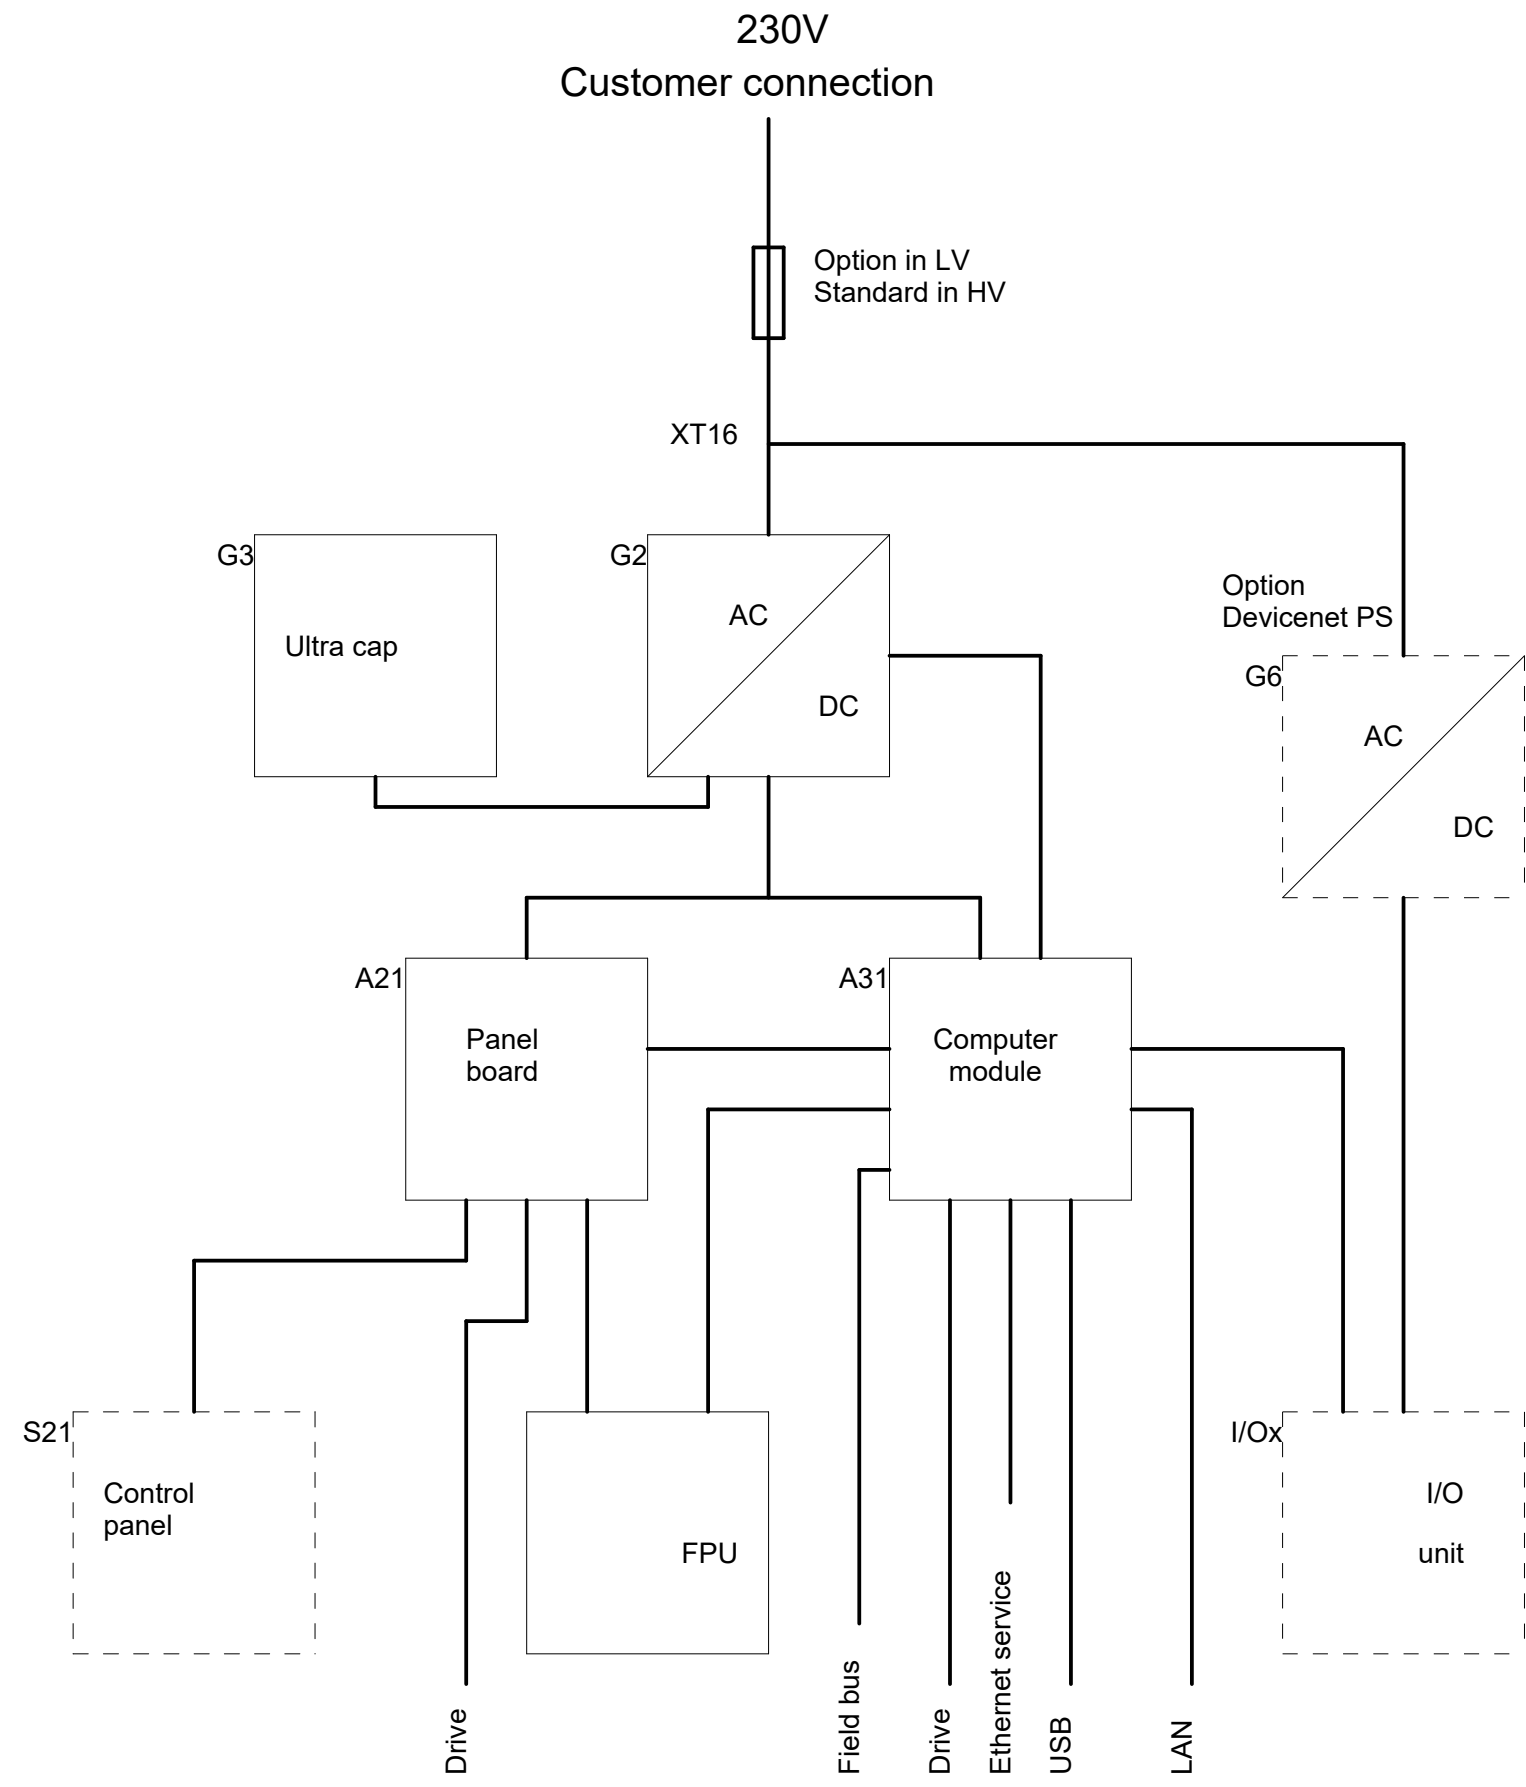 230V
Customer connection
Option in LV
Standard in HV
XT16
G3
Ultra cap
G2
AC
DC
Option
Devicenet PS
G6
AC
DC
A21
Panel
board
A31
Computer
module
S21
Control
panel
FPU
I/Ox
I/O
unit
Drive
Field bus
Drive
Ethernet service
USB
LAN